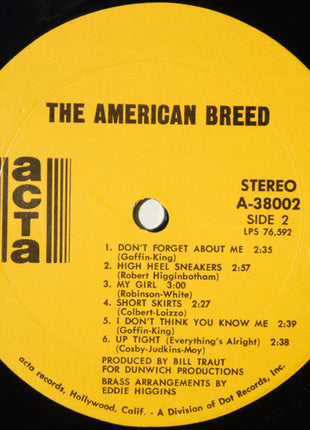 THE AMERICAN BREED
acta
STEREO
A-38002
SIDE 2
LPS 76,592
1. DON'T FORGET ABOUT ME 2:35
(Goffin-King)
2. HIGH HEEL SNEAKERS 2:57
(Robert Higginbotham)
3. MY GIRL 3:00
(Robinson-White)
4. SHORT SKIRTS 2:27
(Colbert-Loizzo)
5. I DON'T THINK YOU KNOW ME 2:39
(Goffin-King)
6. UP TIGHT (Everything's Alright) 2:38
(Cosby-Judkins-Moy)
PRODUCED BY BILL TRAUT
FOR DUNWICH PRODUCTIONS
BRASS ARRANGEMENTS BY
EDDIE HIGGINS
acta records, Hollywood, Calif. - A Division of Dot Records, Inc.